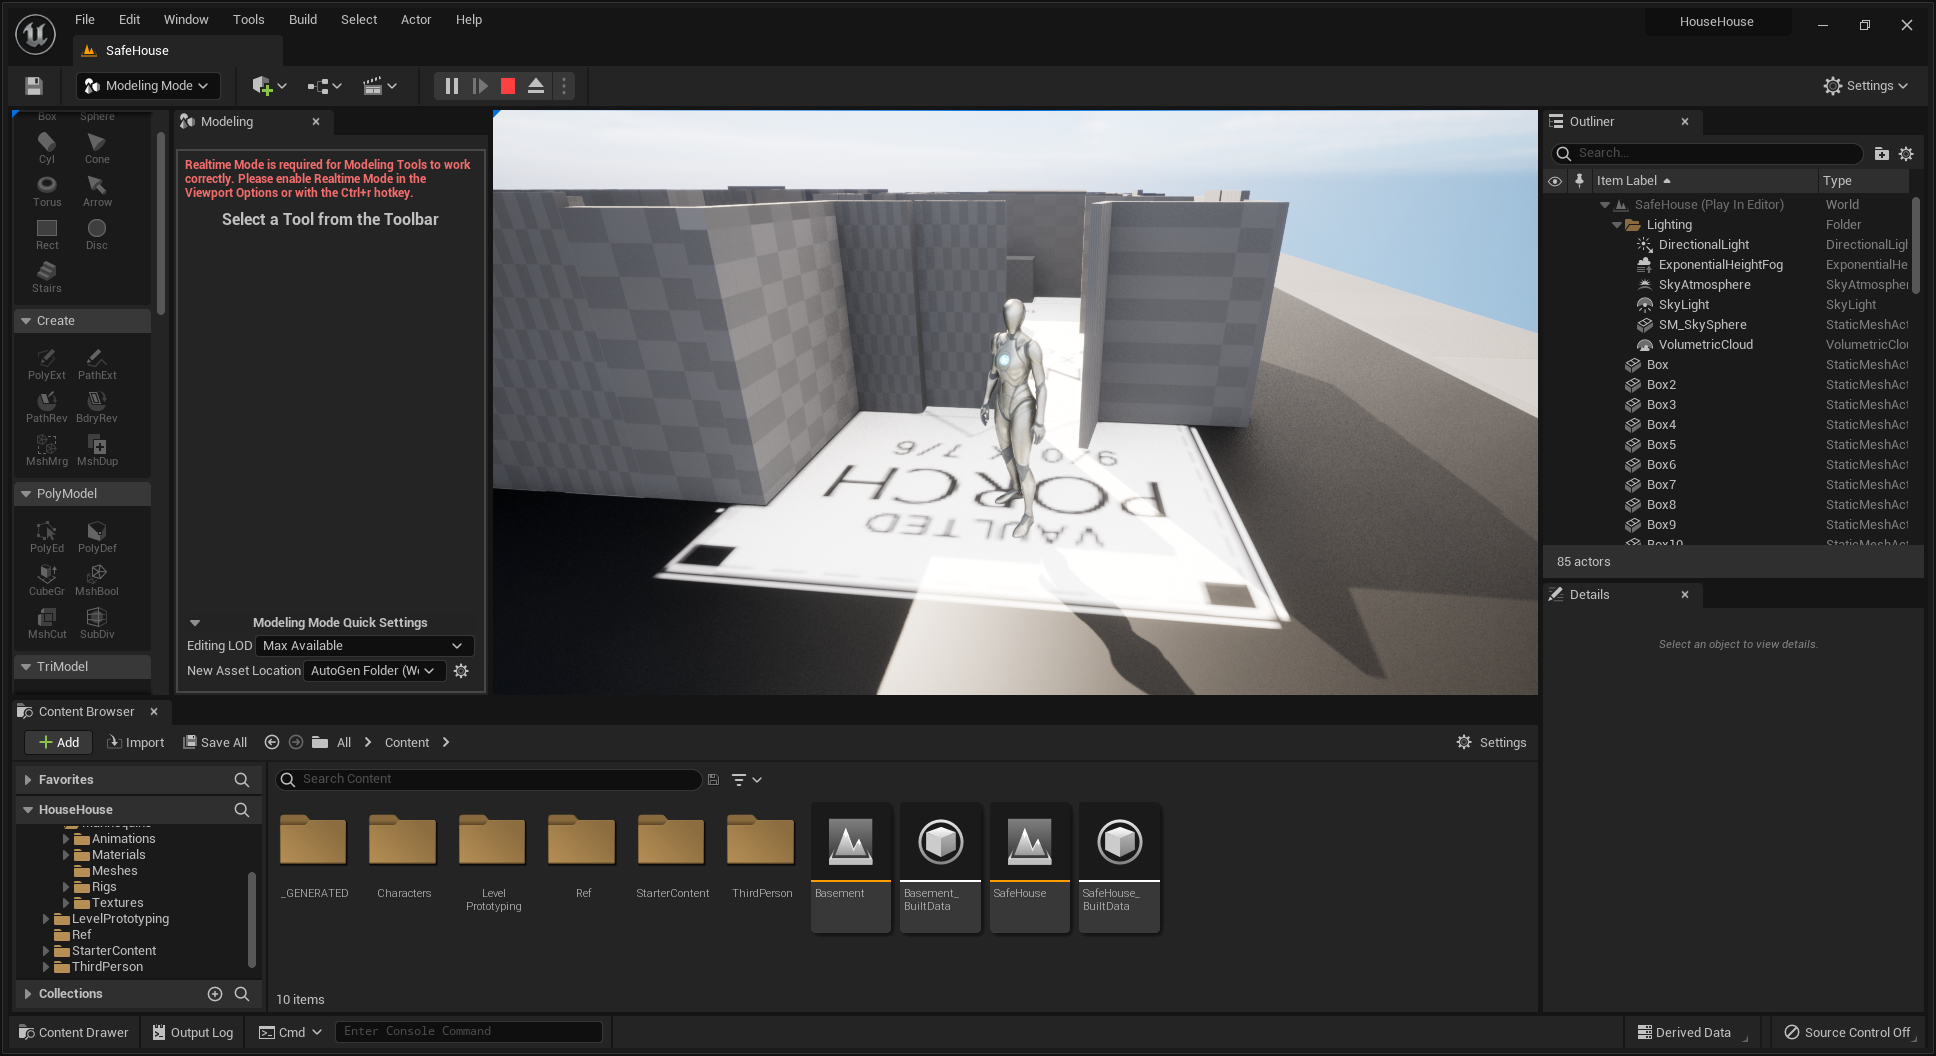 File Edit Window Tools Build Select Actor Help
HouseHouse
SafeHouse
Modeling Mode
Settings
Box Sphere
Cyl Cone
Torus Arrow
Rect Disc
Stairs
Create
PolyExt PathExt
PathRev BdryRev
MshMrg MshDup
PolyModel
PolyEd PolyDef
CubeGr MshBool
MshCut SubDiv
TriModel
Modeling
Realtime Mode is required for Modeling Tools to work
correctly. Please enable Realtime Mode in the
Viewport Options or with the Ctrl+r hotkey.
Select a Tool from the Toolbar
Modeling Mode Quick Settings
Editing LOD Max Available
New Asset Location AutoGen Folder (W
VAULTED
PORCH
Outliner
Search...
Item Label Type
SafeHouse (Play In Editor) World
Lighting Folder
DirectionalLight DirectionalLigh
ExponentialHeightFog ExponentialHe
SkyAtmosphere SkyAtmospher
SkyLight SkyLight
SM_SkySphere StaticMeshAct
VolumetricCloud VolumetricClou
Box StaticMeshAct
Box2 StaticMeshAct
Box3 StaticMeshAct
Box4 StaticMeshAct
Box5 StaticMeshAct
Box6 StaticMeshAct
Box7 StaticMeshAct
Box8 StaticMeshAct
Box9 StaticMeshAct
Box10 StaticMeshAct
85 actors
Details
Select an object to view details.
Content Browser
Add Import Save All All Content Settings
Favorites
HouseHouse
Mannequins
Animations
Materials
Meshes
Rigs
Textures
LevelPrototyping
Ref
StarterContent
ThirdPerson
Collections
Search Content
_GENERATED
Characters
Level
Prototyping
Ref
StarterContent
ThirdPerson
Basement
Basement_
BuiltData
SafeHouse
SafeHouse_
BuiltData
10 items
Content Drawer Output Log Cmd Enter Console Command Derived Data Source Control Off